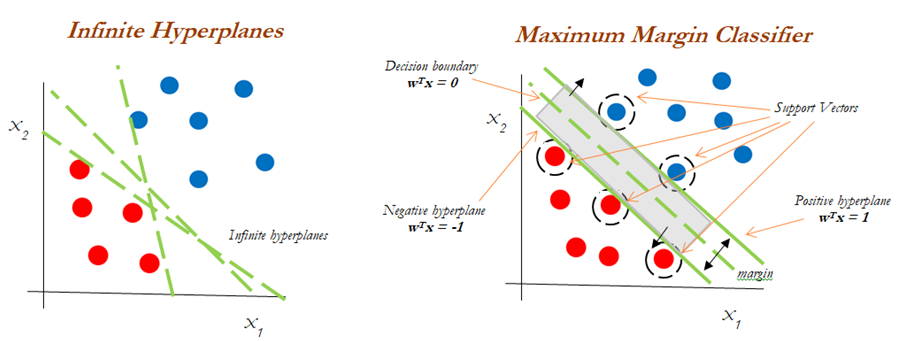 Infinite Hyperplanes
X2
Infinite hyperplanes
X1
Maximum Margin Classifier
Decision boundary
wTx = 0
Support Vectors
X2
Negative hyperplane
wTx = -1
Positive hyperplane
wTx = 1
margin
X1